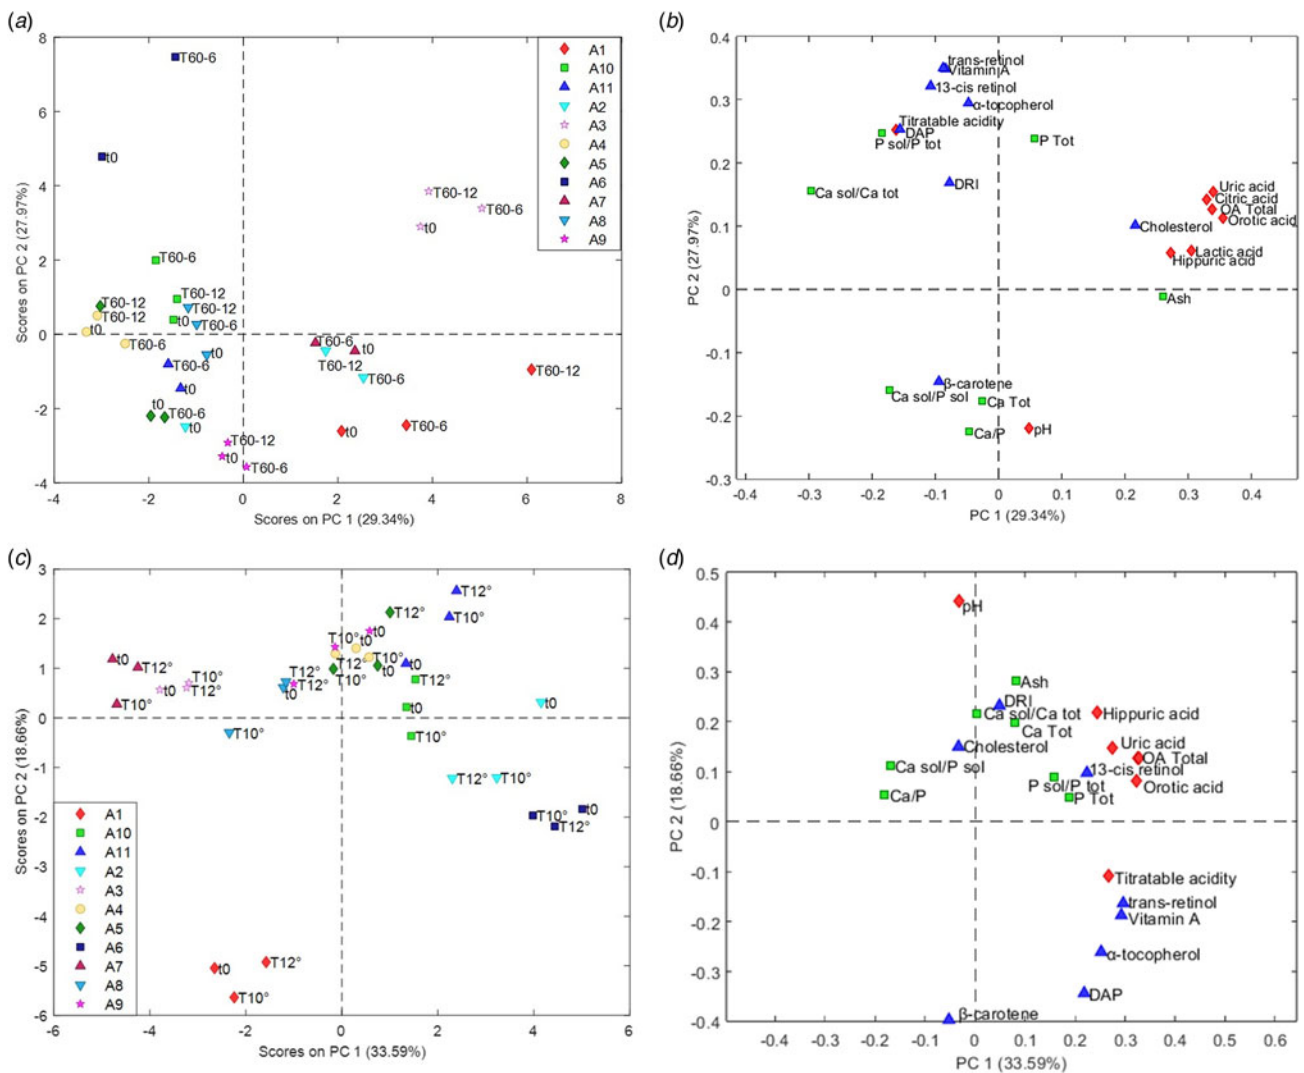 (a)
8
6
4
2
0
-2
-4
Scores on PC 2 (27.97%)
T60-6
t0
T60-12
T60-6
t0
T60-6
T60-12
t0
T60-12
T60-6
T60-12
T60-12
t0
T60-6
t0
T60-6
t0
t0
T60-6
t0
T60-12
t0
T60-6
T60-6
t0
T60-12
T60-6
T60-12
t0
T60-6
A1
A10
A11
A2
A3
A4
A5
A6
A7
A8
A9
-4
-2
0
2
4
6
8
Scores on PC 1 (29.34%)
(b)
0.4
0.3
0.2
0.1
0
-0.1
-0.2
-0.3
PC 2 (27.97%)
trans-retinol
Vitamin A
13-cis retinol
α-tocopherol
Titratable acidity
DAP
P sol/P tot
P Tot
Ca sol/Ca tot
DRI
Uric acid
Citric acid
OA Total
Orotic acid
Cholesterol
Lactic acid
Hippuric acid
Ash
β-carotene
Ca sol/P sol
Ca Tot
Ca/P
pH
-0.4
-0.3
-0.2
-0.1
0
0.1
0.2
0.3
0.4
PC 1 (29.34%)
(c)
3
2
1
0
-1
-2
-3
-4
-5
-6
Scores on PC 2 (18.66%)
T12°
T10°
T12°
t0
T10°
t0
T12°
T10°
t0
t0
t0
T12°
T10°
T10°
t0
T12°
T12°
t0
T12°
T10°
T12°
t0
T10°
T10°
t0
T12°
T10°
t0
T10°
T12°
t0
T12°
T10°
A1
A10
A11
A2
A3
A4
A5
A6
A7
A8
A9
-6
-4
-2
0
2
4
6
Scores on PC 1 (33.59%)
(d)
0.5
0.4
0.3
0.2
0.1
0
-0.1
-0.2
-0.3
-0.4
PC 2 (18.66%)
pH
Ash
DRI
Ca sol/Ca tot
Ca Tot
Hippuric acid
Cholesterol
Uric acid
OA Total
Ca sol/P sol
13-cis retinol
P sol/P tot
Orotic acid
Ca/P
P Tot
Titratable acidity
trans-retinol
Vitamin A
α-tocopherol
DAP
β-carotene
-0.4
-0.3
-0.2
-0.1
0
0.1
0.2
0.3
0.4
0.5
0.6
PC 1 (33.59%)